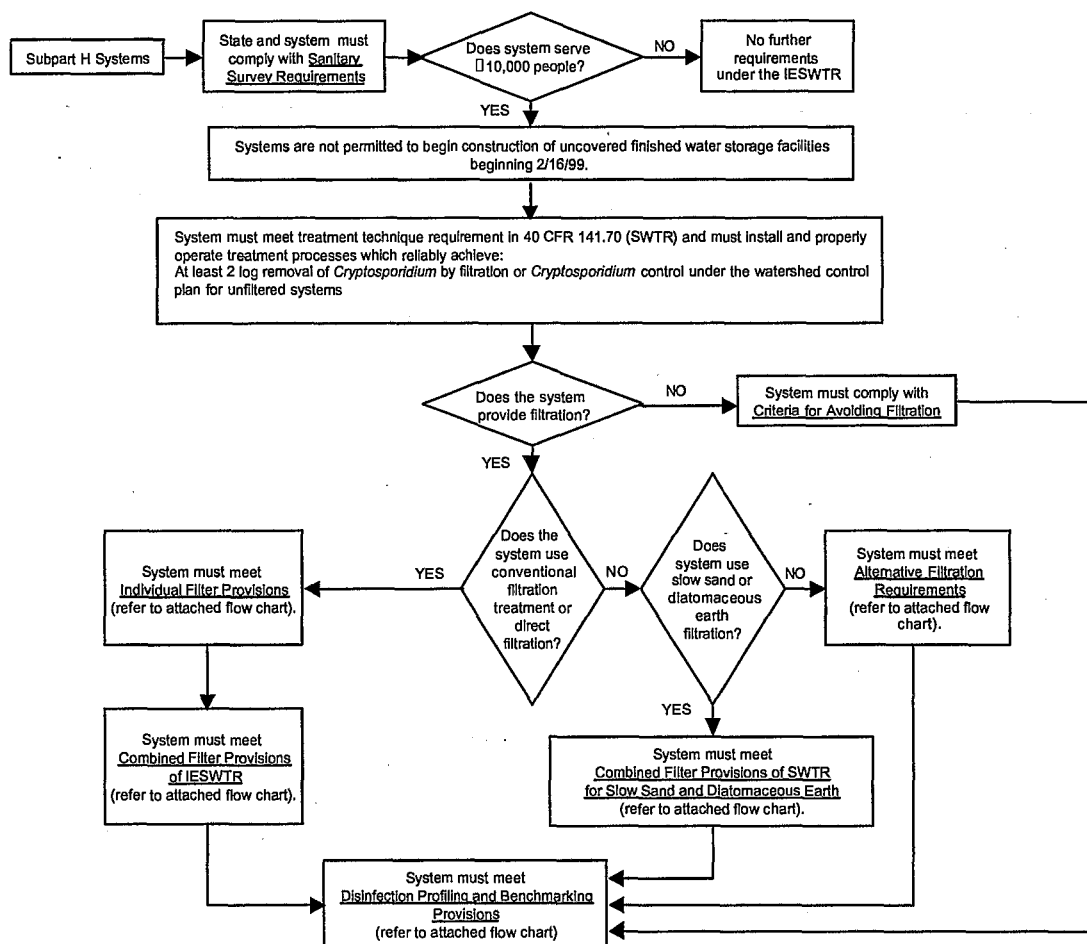 Subpart H Systems
State and system must
comply with Sanitary
Survey Requirements
Does system serve
□10,000 people?
NO
No further
requirements
under the IESWTR
YES
Systems are not permitted to begin construction of uncovered finished water storage facilities
beginning 2/16/99.
System must meet treatment technique requirement in 40 CFR 141.70 (SWTR) and must install and properly
operate treatment processes which reliably achieve:
At least 2 log removal of Cryptosporidium by filtration or Cryptosporidium control under the watershed control
plan for unfiltered systems
Does the system
provide filtration?
NO
System must comply with
Criteria for Avoiding Filtration
YES
Does the
system use
conventional
filtration
treatment or
direct
filtration?
YES
System must meet
Individual Filter Provisions
(refer to attached flow chart).
NO
Does
system use
slow sand or
diatomaceous
earth
filtration?
NO
System must meet
Alternative Filtration
Requirements
(refer to attached flow
chart).
YES
System must meet
Combined Filter Provisions
of IESWTR
(refer to attached flow chart).
System must meet
Combined Filter Provisions of SWTR
for Slow Sand and Diatomaceous Earth
(refer to attached flow chart).
System must meet
Disinfection Profiling and Benchmarking
Provisions
(refer to attached flow chart)